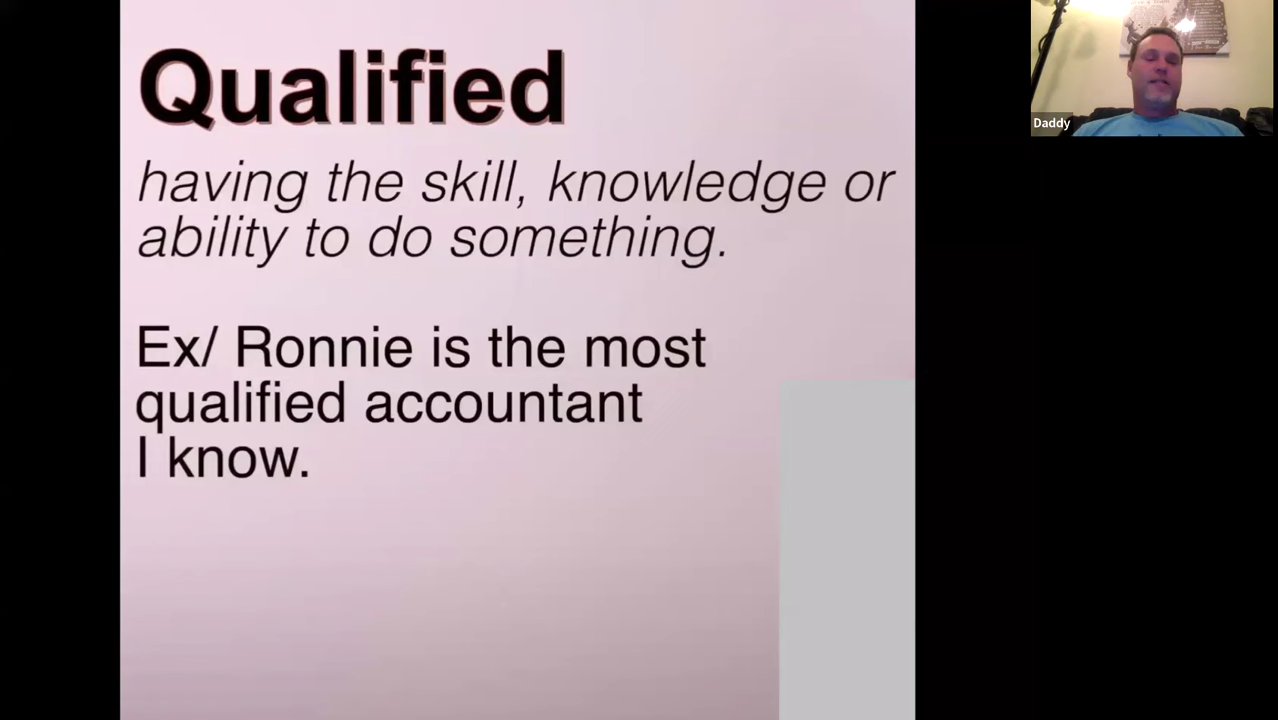 Qualified
having the skill, knowledge or
ability to do something.
Ex/ Ronnie is the most
qualified accountant
I know.
Daddy